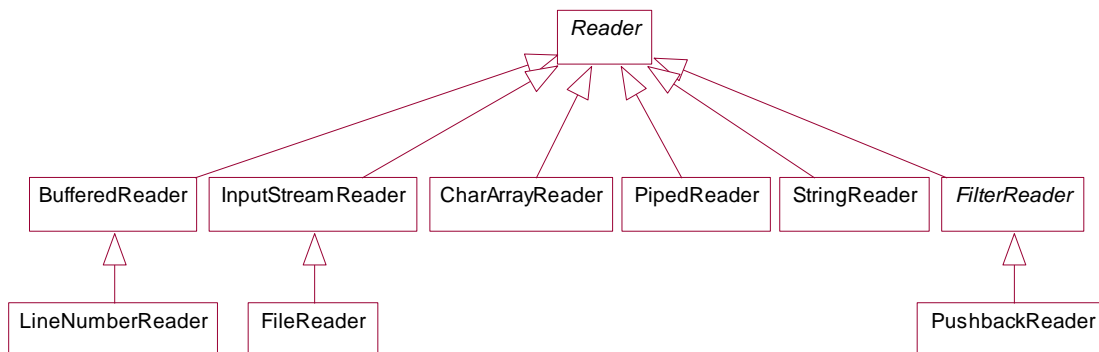 Reader
BufferedReader
InputStreamReader
CharArrayReader
PipedReader
StringReader
FilterReader
LineNumberReader
FileReader
PushbackReader